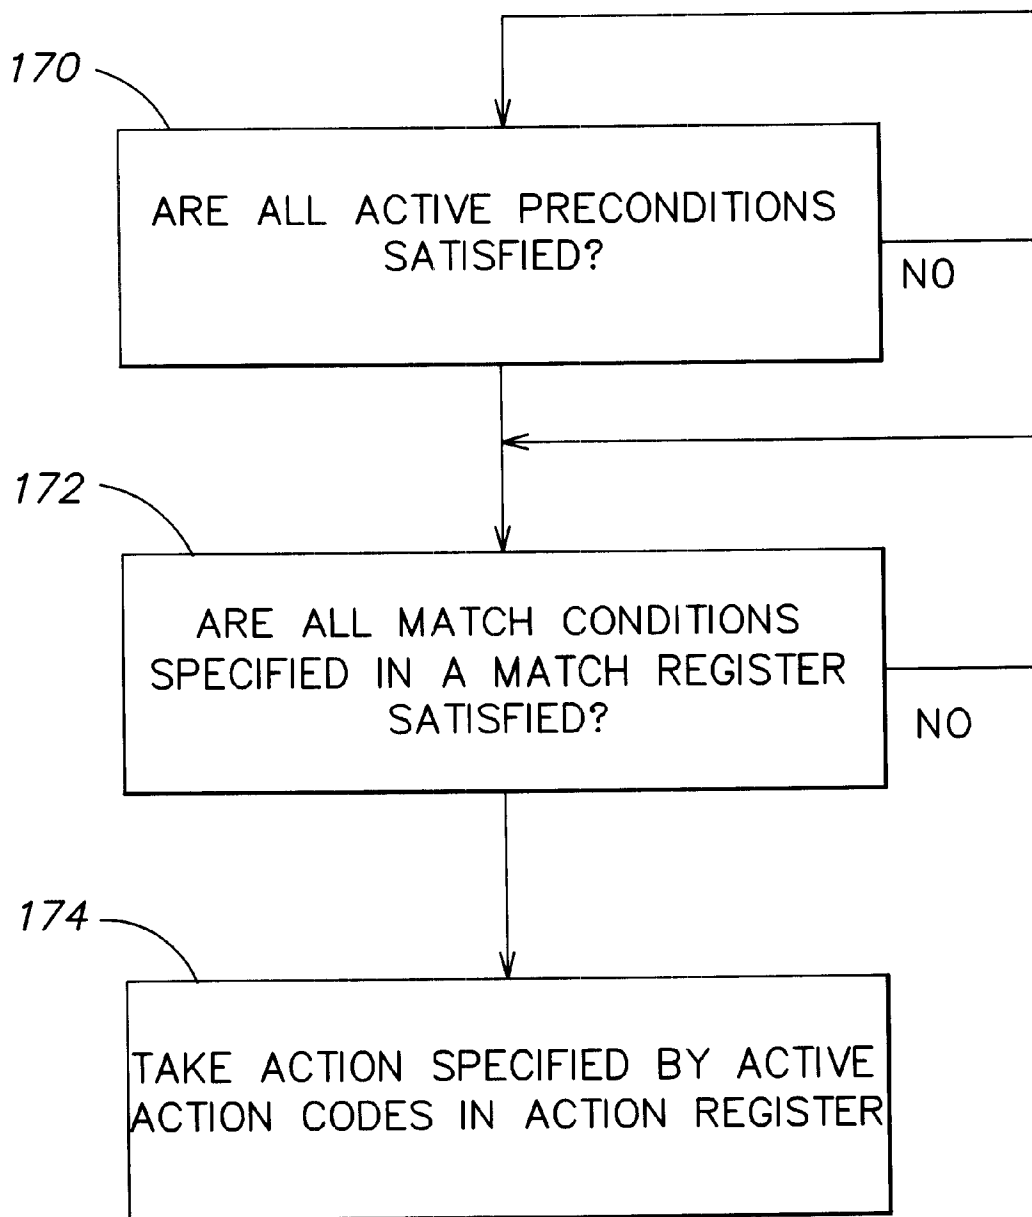 170
ARE ALL ACTIVE PRECONDITIONS
SATISFIED?
NO
172
ARE ALL MATCH CONDITIONS
SPECIFIED IN A MATCH REGISTER
SATISFIED?
NO
174
TAKE ACTION SPECIFIED BY ACTIVE
ACTION CODES IN ACTION REGISTER